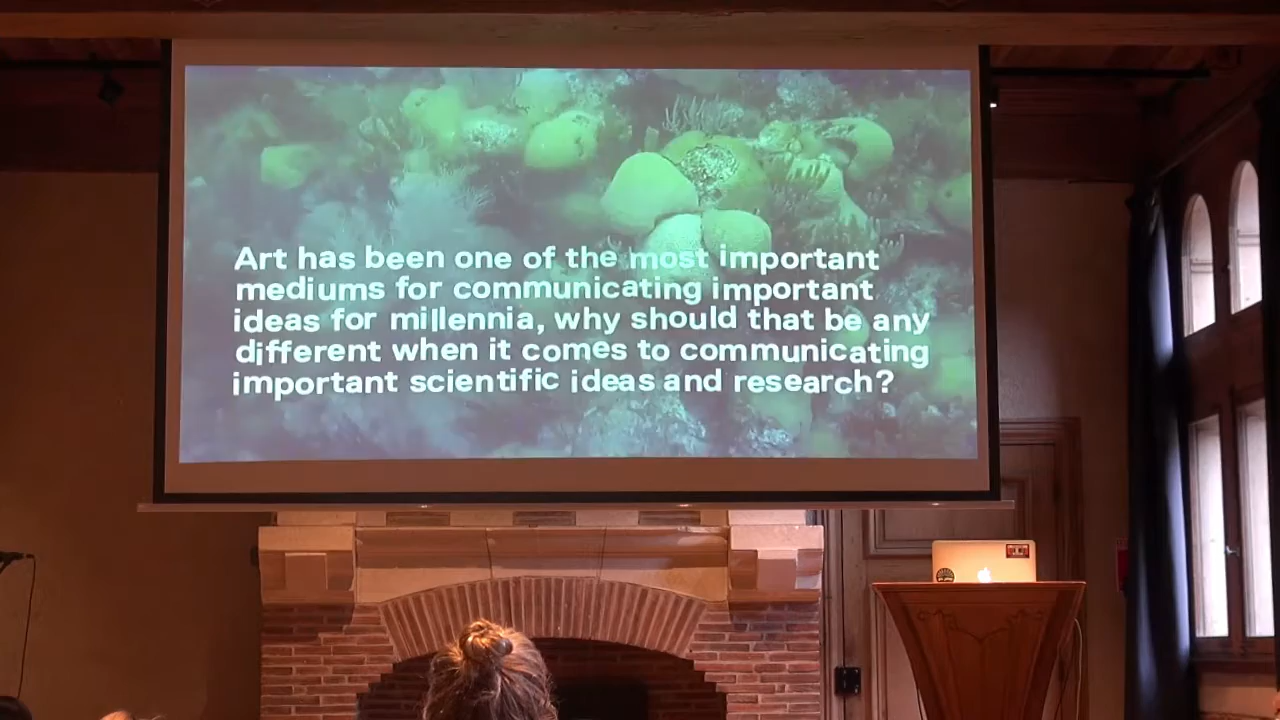 Art has been one of the most important
mediums for communicating important
ideas for millennia, why should that be any
different when it comes to communicating
important scientific ideas and research?